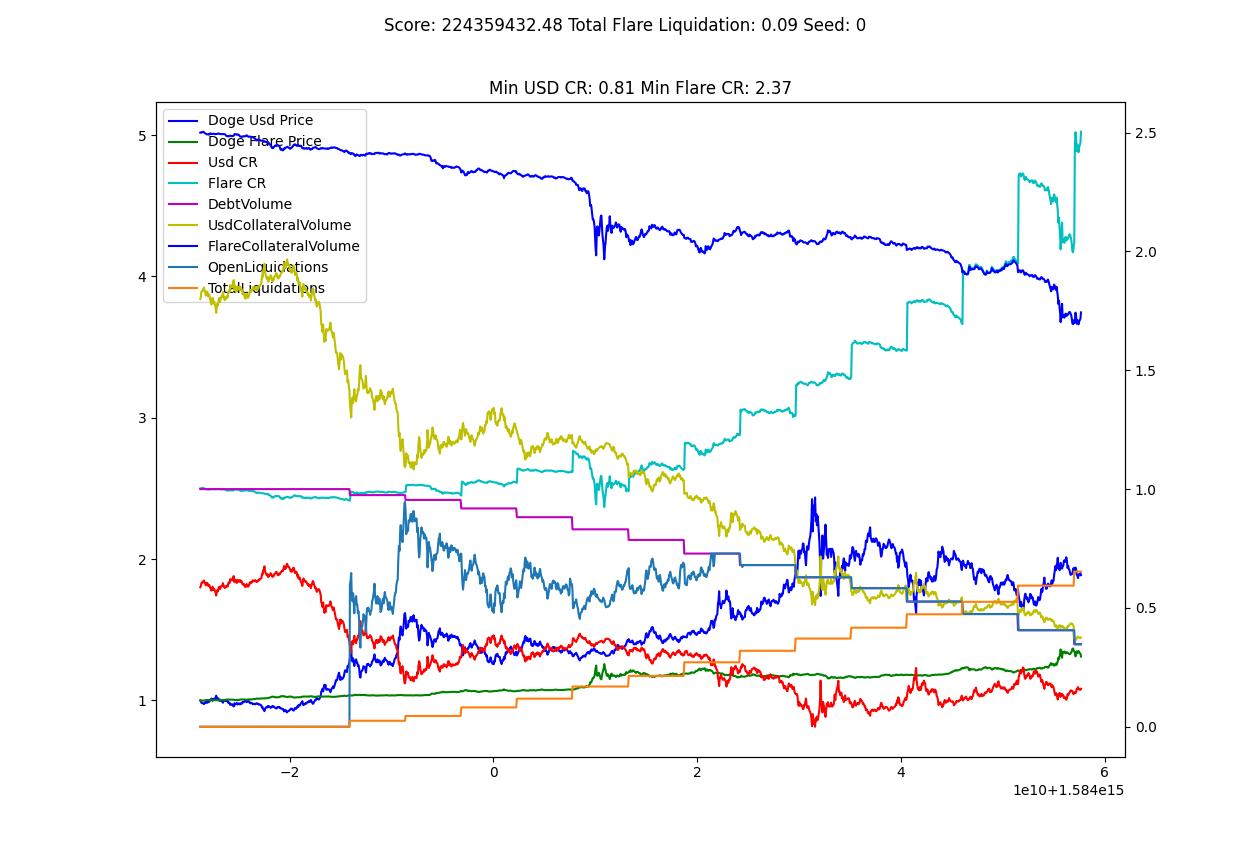 Score: 224359432.48 Total Flare Liquidation: 0.09 Seed: 0
Min USD CR: 0.81 Min Flare CR: 2.37
Doge Usd Price
Doge Flare Price
Usd CR
Flare CR
DebtVolume
UsdCollateralVolume
FlareCollateralVolume
OpenLiquidations
TotalLiquidations
5
4
3
2
1
2.5
2.0
1.5
1.0
0.5
0.0
−2
0
2
4
6
1e10+1.584e15